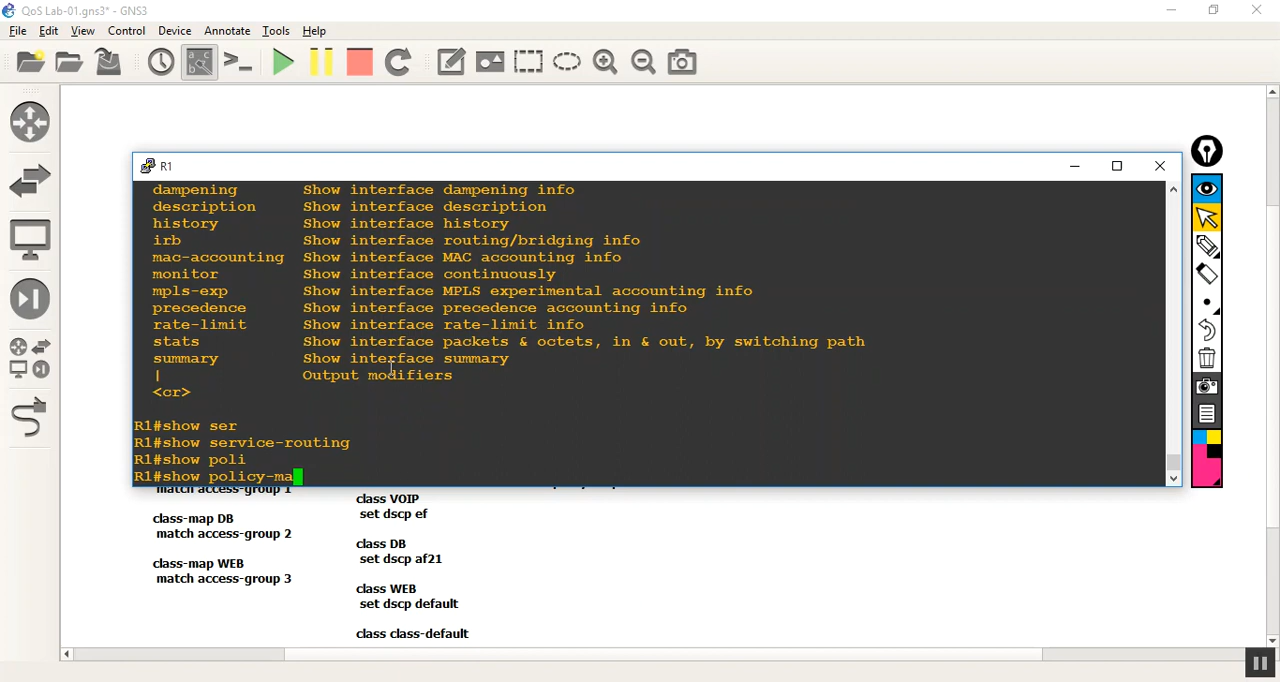 QoS Lab-01.gns3* - GNS3
File Edit View Control Device Annotate Tools Help
R1
dampening Show interface dampening info
description Show interface description
history Show interface history
irb Show interface routing/bridging info
mac-accounting Show interface MAC accounting info
monitor Show interface continuously
mpls-exp Show interface MPLS experimental accounting info
precedence Show interface precedence accounting info
rate-limit Show interface rate-limit info
stats Show interface packets & octets, in & out, by switching path
summary Show interface summary
| Output modifiers
<cr>
R1#show ser
R1#show service-routing
R1#show poli
R1#show policy-ma
match access-group 1
class-map DB
match access-group 2
class-map WEB
match access-group 3
class VOIP
set dscp ef
class DB
set dscp af21
class WEB
set dscp default
class class-default